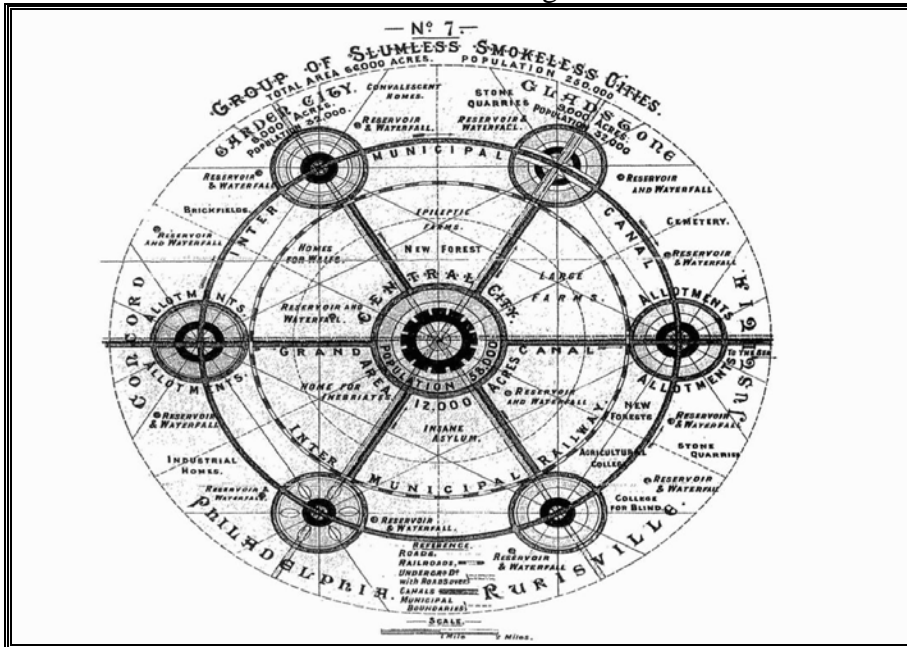 — Nº 7. —
GROUP OF SLUMLESS SMOKELESS CITIES.
TOTAL AREA 66,000 ACRES. POPULATION 250,000
GARDEN CITY.
6,000 ACRES.
POPULATION 32,000.
CONVALESCENT
HOMES.
STONE
QUARRIES
GLADSTONE
9,000 ACRES.
POPULATION 32,000
RESERVOIR
& WATERFALL.
RESERVOIR &
WATERFALL.
INTER MUNICIPAL CANAL
RESERVOIR
& WATERFALL
RESERVOIR
AND WATERFALL
BRICKFIELDS.
EPILEPTIC
FARMS.
CEMETERY.
RESERVOIR
AND WATERFALL
HOMES
FOR WAIFS.
NEW FOREST
RESERVOIR
& WATERFALL
LARGE
FARMS.
CENTRAL CITY.
CONCORD
ALLOTMENTS.
RESERVOIR AND
WATERFALL.
ALLOTMENTS
JUSTITIA
GRAND CANAL
TO THE SEA
ALLOTMENTS.
AREA
POPULATION 58,000
ACRES
12,000
ALLOTMENTS
HOME FOR
INEBRIATES.
RESERVOIR
AND WATERFALL
NEW
FORESTS
RESERVOIR
& WATERFALL
RESERVOIR
& WATERFALL
INSANE
ASYLUM.
INTER MUNICIPAL RAILWAY.
STONE
QUARRIES
INDUSTRIAL
HOMES.
AGRICULTURAL
COLLEGE
RESERVOIR &
WATERFALL
RESERVOIR
& WATERFALL
COLLEGE
FOR BLIND.
PHILADELPHIA.
RESERVOIR
& WATERFALL.
RURISVILLE.
RESERVOIR
& WATERFALL
REFERENCE.
ROADS.
RAILROADS,
UNDERGRD Dº
with ROADS over
CANALS
MUNICIPAL
BOUNDARIES
— SCALE. —
1 Mile 2 Miles.